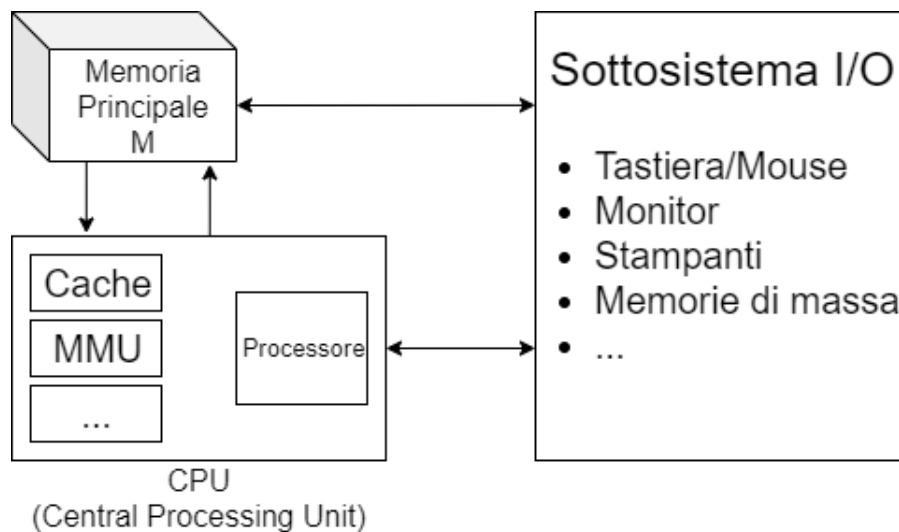 Memoria
Principale
M
Sottosistema I/O
• Tastiera/Mouse
• Monitor
• Stampanti
• Memorie di massa
• ...
Cache
MMU
...
Processore
CPU
(Central Processing Unit)